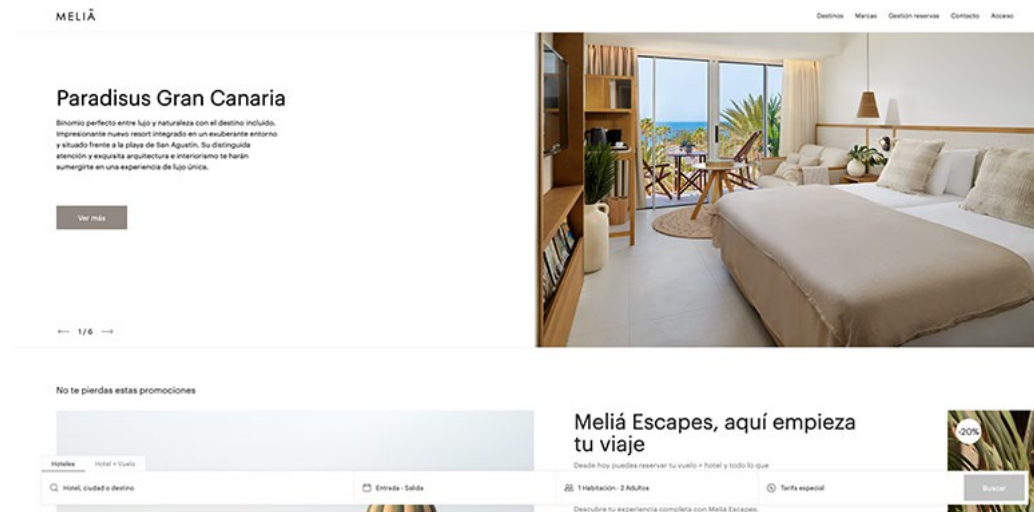 MELIÃ
Destinos Marcas Gestión reservas Contacto Acceso
Paradisus Gran Canaria
Binomio perfecto entre lujo y naturaleza con el destino incluido.
Impresionante nuevo resort integrado en un exuberante entorno
y situado frente a la playa de San Agustín. Su distinguida
atención y exquisita arquitectura e interiorismo te harán
sumergirte en una experiencia de lujo única.
Ver más
1 / 6
No te pierdas estas promociones
Meliá Escapes, aquí empieza
tu viaje
-20%
Desde hoy puedes reservar tu vuelo + hotel y todo lo que
Hoteles Hotel + Vuelo
Hotel, ciudad o destino Entrada - Salida 1 Habitación · 2 Adultos Tarifa especial Buscar
Descubre tu experiencia completa con Meliá Escapes.